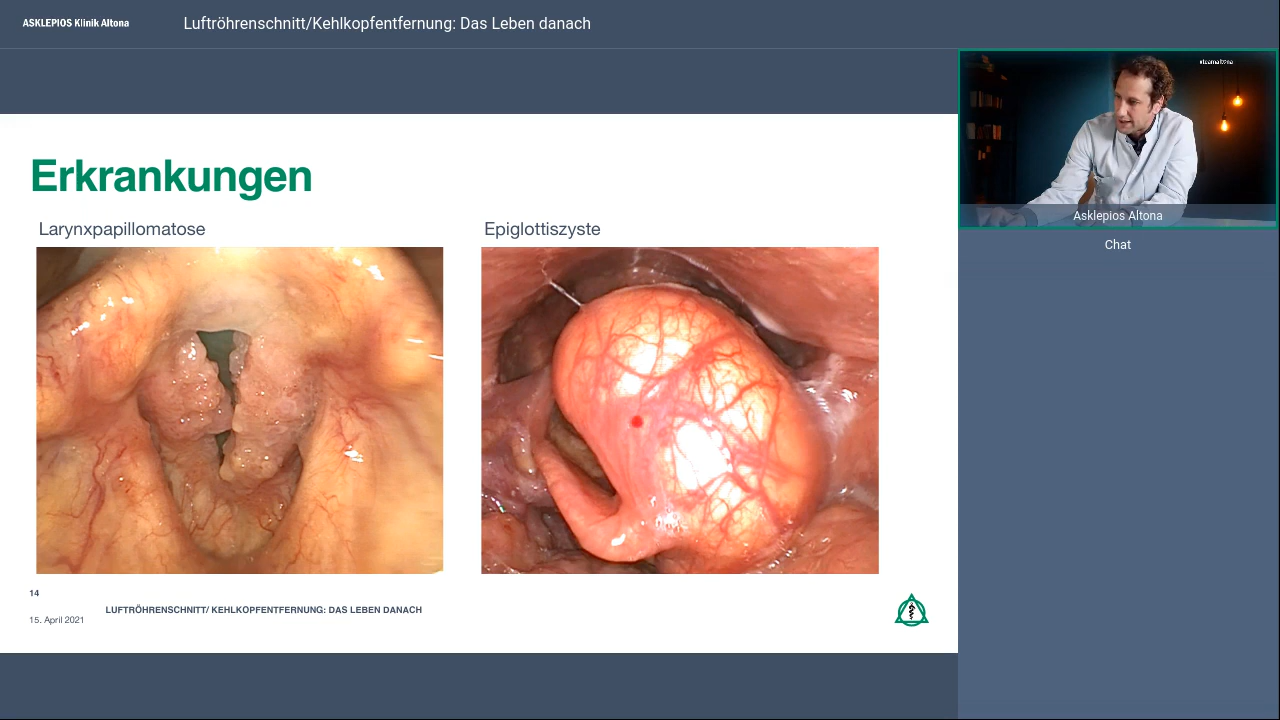 ASKLEPIOS Klinik Altona
Luftröhrenschnitt/Kehlkopfentfernung: Das Leben danach
#teamaltona
Asklepios Altona
Chat
Erkrankungen
Larynxpapillomatose
Epiglottiszyste
14
LUFTRÖHRENSCHNITT/ KEHLKOPFENTFERNUNG: DAS LEBEN DANACH
15. April 2021